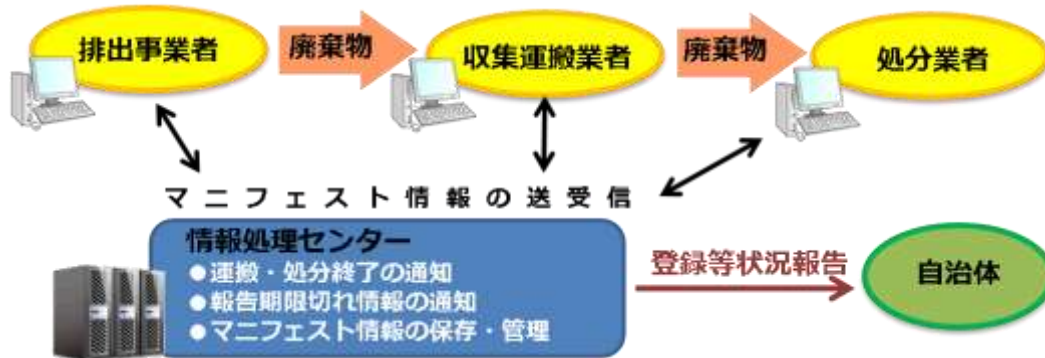 排出事業者
廃棄物
収集運搬業者
廃棄物
処分業者
マニフェスト情報の送受信
情報処理センター
●運搬・処分終了の通知
●報告期限切れ情報の通知
●マニフェスト情報の保存・管理
登録等状況報告
自治体